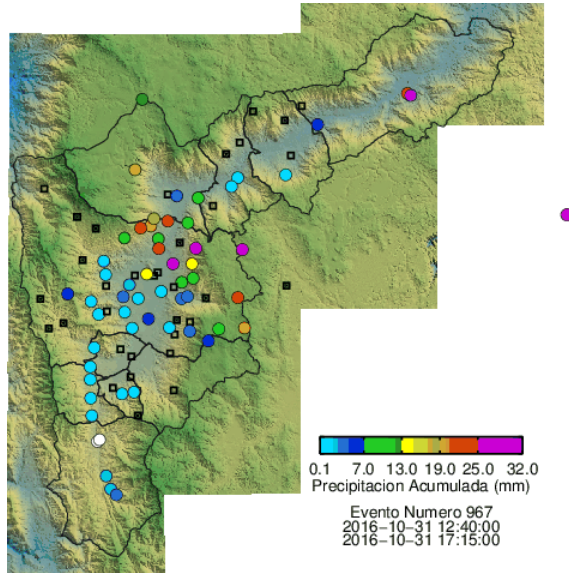 0.1 7.0 13.0 19.0 25.0 32.0
Precipitacion Acumulada (mm)
Evento Numero 967
2016-10-31 12:40:00
2016-10-31 17:15:00